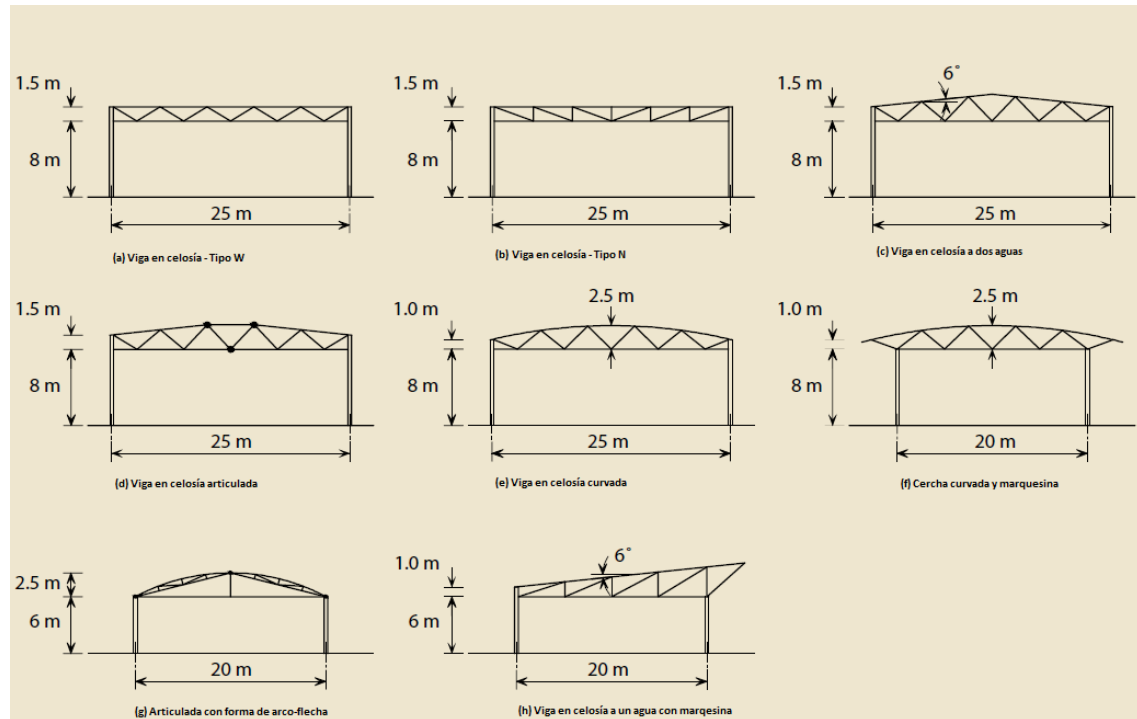 1.5 m
8 m
25 m
(a) Viga en celosía - Tipo W
1.5 m
8 m
25 m
(b) Viga en celosía - Tipo N
1.5 m
6°
8 m
25 m
(c) Viga en celosía a dos aguas
1.5 m
8 m
25 m
(d) Viga en celosía articulada
1.0 m
2.5 m
8 m
25 m
(e) Viga en celosía curvada
1.0 m
2.5 m
8 m
20 m
(f) Cercha curvada y marquesina
2.5 m
6 m
20 m
(g) Articulada con forma de arco-flecha
1.0 m
6°
6 m
20 m
(h) Viga en celosía a un agua con marqesina